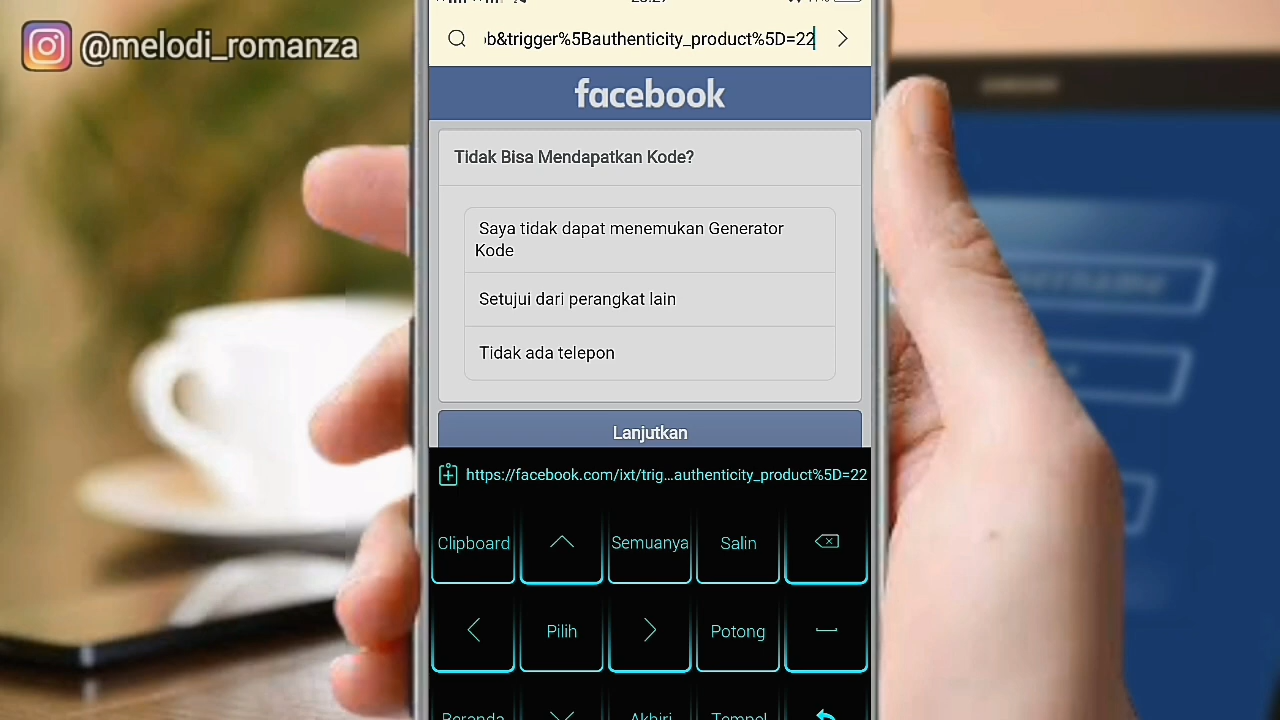 @melodi_romanza
b&trigger%5Bauthenticity_product%5D=22
facebook
Tidak Bisa Mendapatkan Kode?
Saya tidak dapat menemukan Generator
Kode
Setujui dari perangkat lain
Tidak ada telepon
Lanjutkan
https://facebook.com/ixt/trig...authenticity_product%5D=22
Clipboard
Semuanya
Salin
Pilih
Potong
Beranda
Akhiri
Tempel